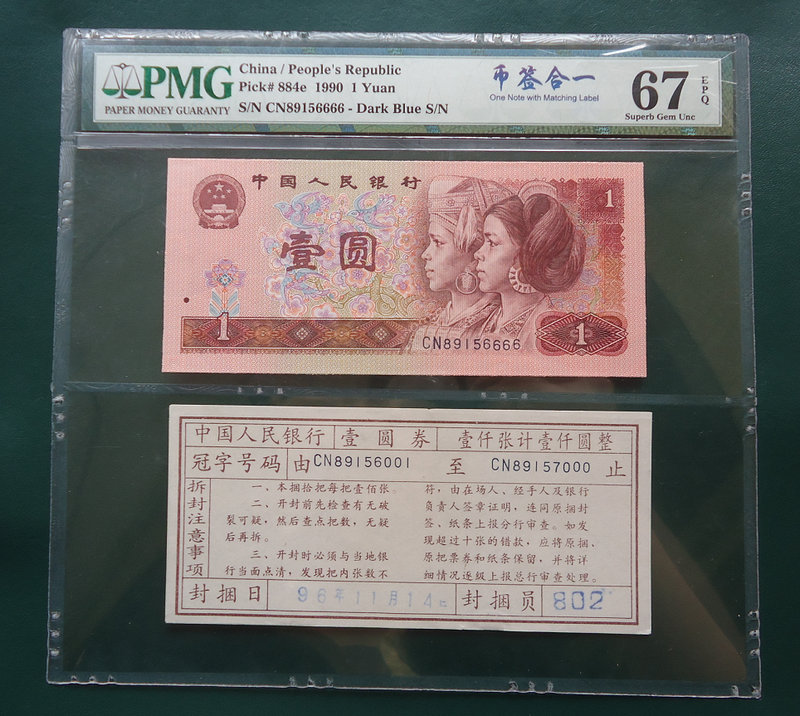 PMG
PAPER MONEY GUARANTY
China / People's Republic
Pick# 884e 1990 1 Yuan
S/N CN89156666 - Dark Blue S/N
币签合一
One Note with Matching Label
67
EPQ
Superb Gem Unc
中国人民银行
1
壹圆
1
1
CN89156666
中国人民银行 壹圆券 壹仟张计壹仟圆整
冠字号码 由CN89156001 至 CN89157000 止
拆封注意事项
一、本捆拾把每把壹佰张。
二、开封前先检查有无破
裂可疑，然后查点把数，无疑
后再拆。
三、开封时必须与当地银
行当面点清，发现把内张数不
符，由在场人、经手人及银行
负责人签章证明，连同原捆封
签、纸条上报分行审查。如发
现超过十张的错款，应将原捆、
原把票券和纸条保留，并将详
细情况逐级上报总行审查处理。
封捆日 96年11月14 封捆员 802